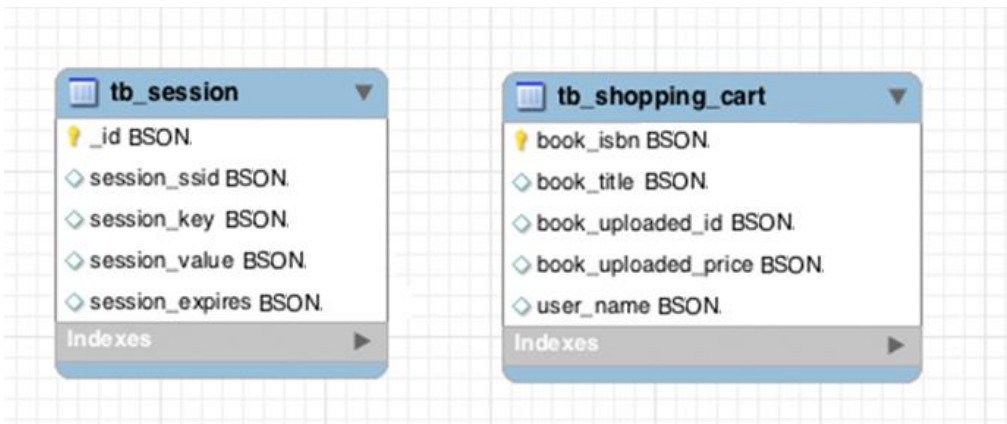 tb_session
_id BSON.
session_ssid BSON.
session_key BSON.
session_value BSON.
session_expires BSON.
Indexes
tb_shopping_cart
book_isbn BSON.
book_title BSON.
book_uploaded_id BSON.
book_uploaded_price BSON.
user_name BSON.
Indexes